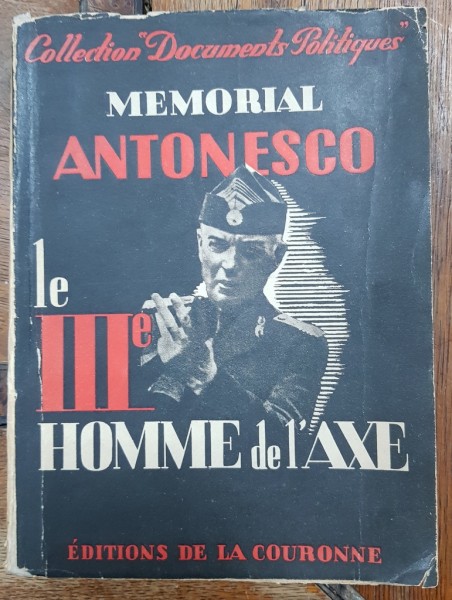 Collection "Documents Politiques"
MEMORIAL
ANTONESCO
le
IIIe
HOMME de l'AXE
ÉDITIONS DE LA COURONNE